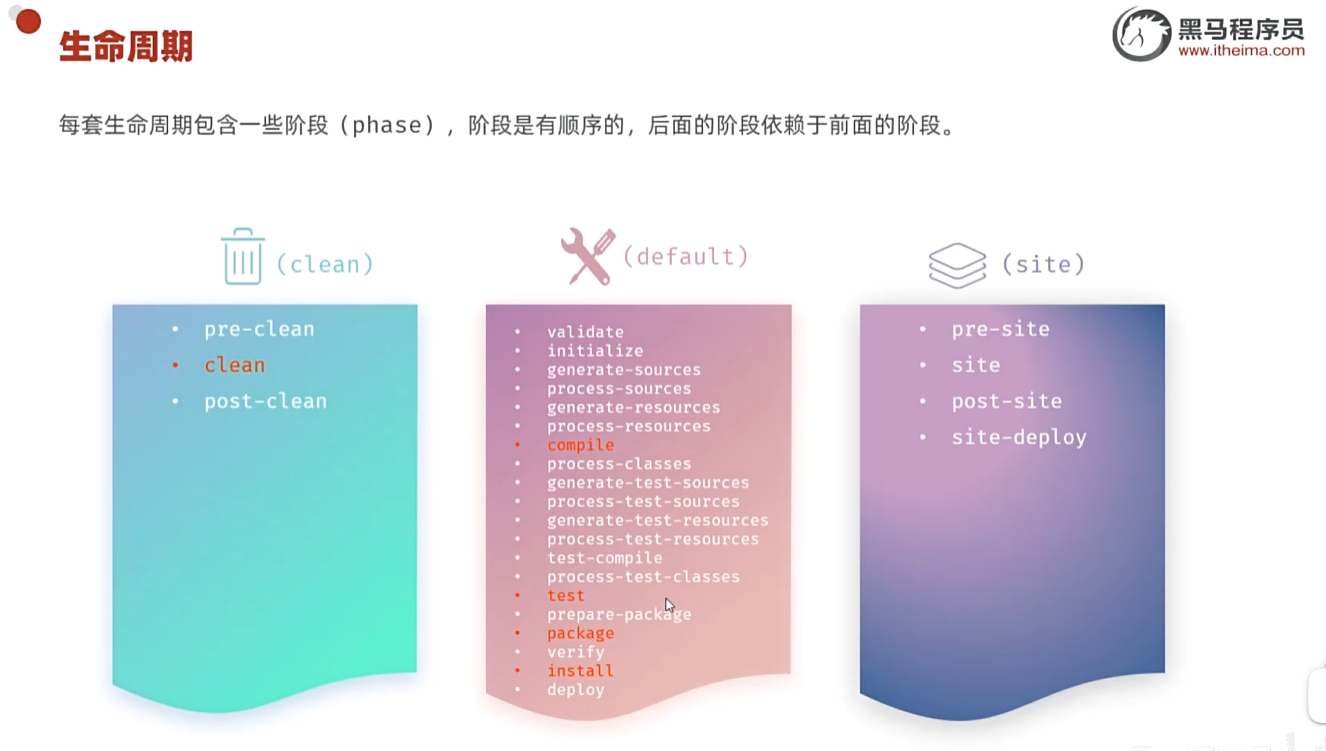 生命周期
黑马程序员
www.itheima.com
每套生命周期包含一些阶段（phase），阶段是有顺序的，后面的阶段依赖于前面的阶段。
(clean)
• pre-clean
• clean
• post-clean
(default)
• validate
• initialize
• generate-sources
• process-sources
• generate-resources
• process-resources
• compile
• process-classes
• generate-test-sources
• process-test-sources
• generate-test-resources
• process-test-resources
• test-compile
• process-test-classes
• test
• prepare-package
• package
• verify
• install
• deploy
(site)
• pre-site
• site
• post-site
• site-deploy